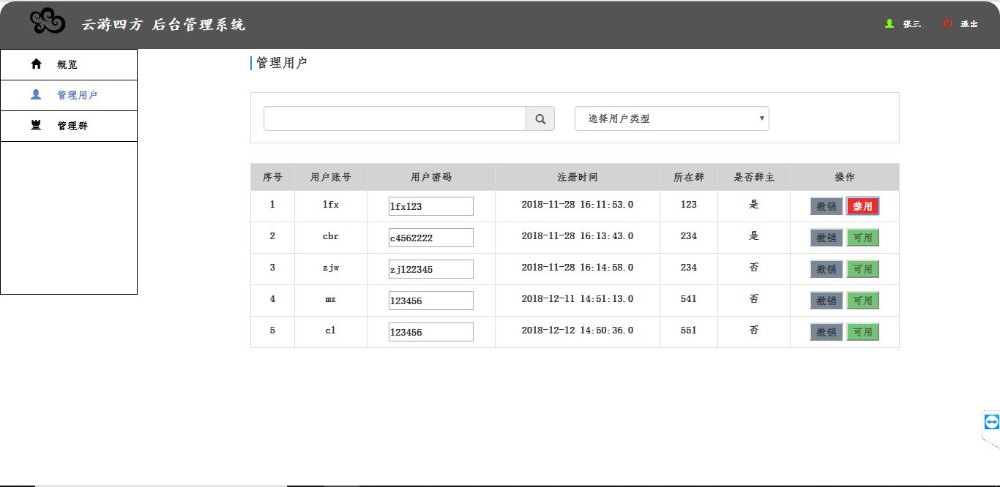 云游四方 后台管理系统
张三 退出
概览
管理用户
管理群
管理用户
选择用户类型
序号 用户账号 用户密码 注册时间 所在群 是否群主 操作
1 lfx lfx123 2018-11-28 16:11:53.0 123 是 撤销 禁用
2 cbr c4562222 2018-11-28 16:13:43.0 234 是 撤销 可用
3 zjw zj122345 2018-11-28 16:14:58.0 234 否 撤销 可用
4 mz 123456 2018-12-11 14:51:13.0 541 否 撤销 可用
5 cl 123456 2018-12-12 14:50:36.0 551 否 撤销 可用